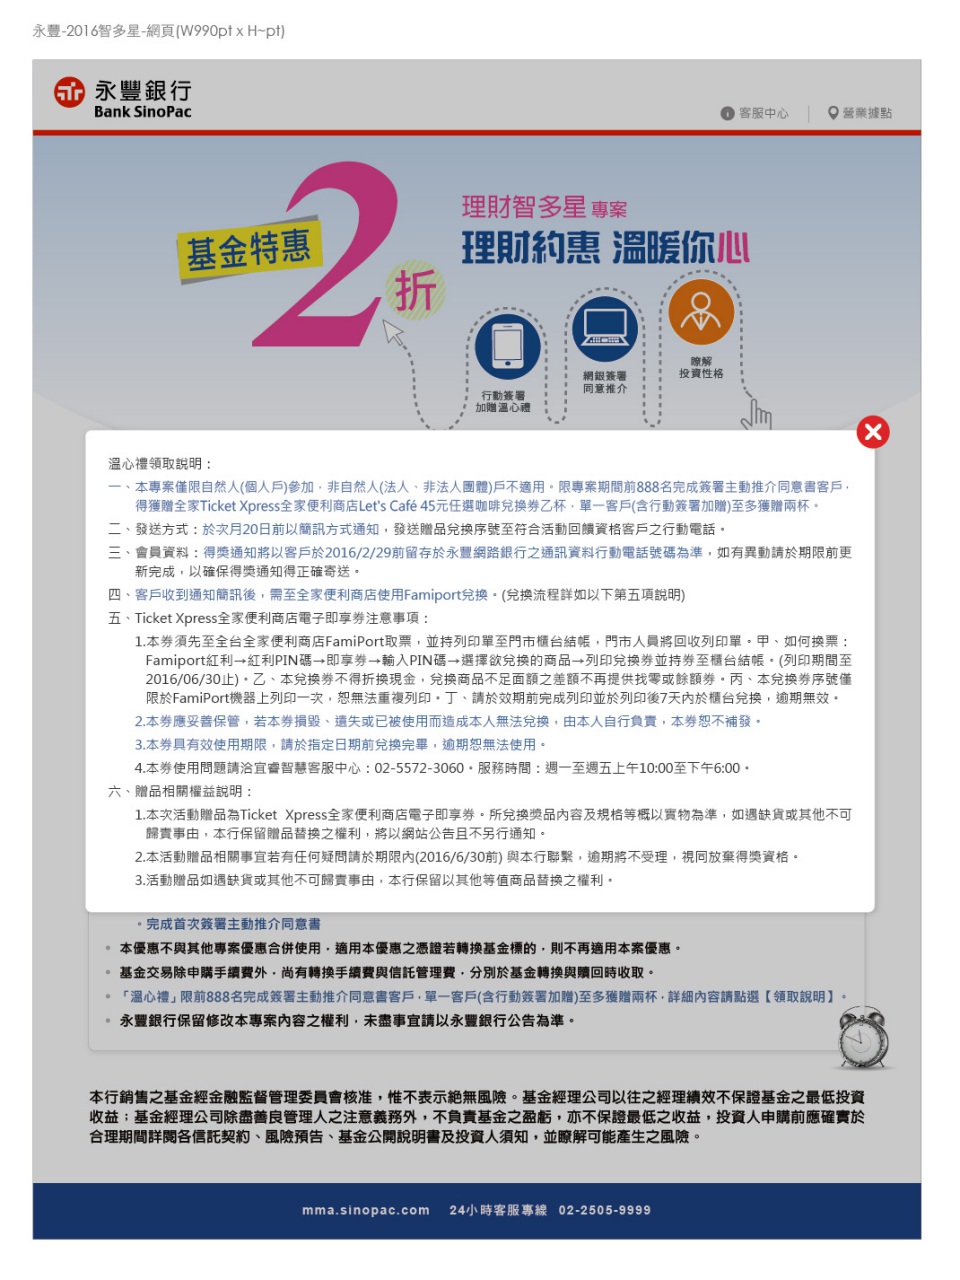 永豐-2016智多星-網頁(W990pt x H~pt)
永豐銀行
Bank SinoPac
客服中心
營業據點
基金特惠
2
折
理財智多星 專案
理財約惠 溫暖你心
瞭解
投資性格
網銀簽署
同意推介
行動簽署
加贈溫心禮
溫心禮領取說明：
一、本專案僅限自然人(個人戶)參加，非自然人(法人、非法人團體)戶不適用。限專案期間前888名完成簽署主動推介同意書客戶，
得獲贈全家Ticket Xpress全家便利商店Let's Café 45元任選咖啡兌換券乙杯，單一客戶(含行動簽署加贈)至多獲贈兩杯。
二、發送方式：於次月20日前以簡訊方式通知，發送贈品兌換序號至符合活動回饋資格客戶之行動電話。
三、會員資料：得獎通知將以客戶於2016/2/29前留存於永豐網路銀行之通訊資料行動電話號碼為準，如有異動請於期限前更
新完成，以確保得獎通知得正確寄送。
四、客戶收到通知簡訊後，需至全家便利商店使用Famiport兌換。(兌換流程詳如以下第五項說明)
五、Ticket Xpress全家便利商店電子即享券注意事項：
1.本券須先至全台全家便利商店FamiPort取票，並持列印單至門市櫃台結帳，門市人員將回收列印單。甲、如何換票：
Famiport紅利→紅利PIN碼→即享券→輸入PIN碼→選擇欲兌換的商品→列印兌換券並持券至櫃台結帳。(列印期間至
2016/06/30止)。乙、本兌換券不得折換現金，兌換商品不足面額之差額不再提供找零或餘額券。丙、本兌換券序號僅
限於FamiPort機器上列印一次，恕無法重複列印。丁、請於效期前完成列印並於列印後7天內於櫃台兌換，逾期無效。
2.本券應妥善保管，若本券損毀、遺失或已被使用而造成本人無法兌換，由本人自行負責，本券恕不補發。
3.本券具有效使用期限，請於指定日期前兌換完畢，逾期恕無法使用。
4.本券使用問題請洽宜睿智慧客服中心：02-5572-3060。服務時間：週一至週五上午10:00至下午6:00。
六、贈品相關權益說明：
1.本次活動贈品為Ticket Xpress全家便利商店電子即享券。所兌換獎品內容及規格等概以實物為準，如遇缺貨或其他不可
歸責事由，本行保留贈品替換之權利，將以網站公告且不另行通知。
2.本活動贈品相關事宜若有任何疑問請於期限內(2016/6/30前) 與本行聯繫，逾期將不受理，視同放棄得獎資格。
3.活動贈品如遇缺貨或其他不可歸責事由，本行保留以其他等值商品替換之權利。
。完成首次簽署主動推介同意書
• 本優惠不與其他專案優惠合併使用，適用本優惠之憑證若轉換基金標的，則不再適用本案優惠。
• 基金交易除申購手續費外，尚有轉換手續費與信託管理費，分別於基金轉換與贖回時收取。
• 「溫心禮」限前888名完成簽署主動推介同意書客戶，單一客戶(含行動簽署加贈)至多獲贈兩杯，詳細內容請點選【領取說明】。
• 永豐銀行保留修改本專案內容之權利，未盡事宜請以永豐銀行公告為準。
本行銷售之基金經金融監督管理委員會核准，惟不表示絕無風險。基金經理公司以往之經理績效不保證基金之最低投資
收益；基金經理公司除盡善良管理人之注意義務外，不負責基金之盈虧，亦不保證最低之收益，投資人申購前應確實於
合理期間詳閱各信託契約、風險預告、基金公開說明書及投資人須知，並瞭解可能產生之風險。
mma.sinopac.com 24小時客服專線 02-2505-9999